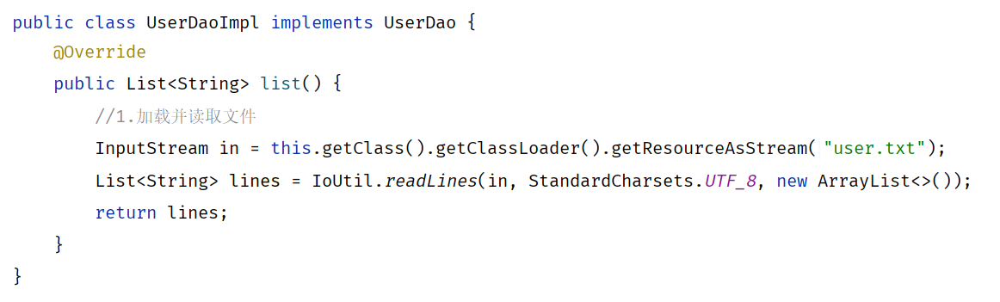 public class UserDaoImpl implements UserDao {
    @Override
    public List<String> list() {
        //1.加载并读取文件
        InputStream in = this.getClass().getClassLoader().getResourceAsStream( "user.txt");
        List<String> lines = IoUtil.readLines(in, StandardCharsets.UTF_8, new ArrayList<>());
        return lines;
    }
}